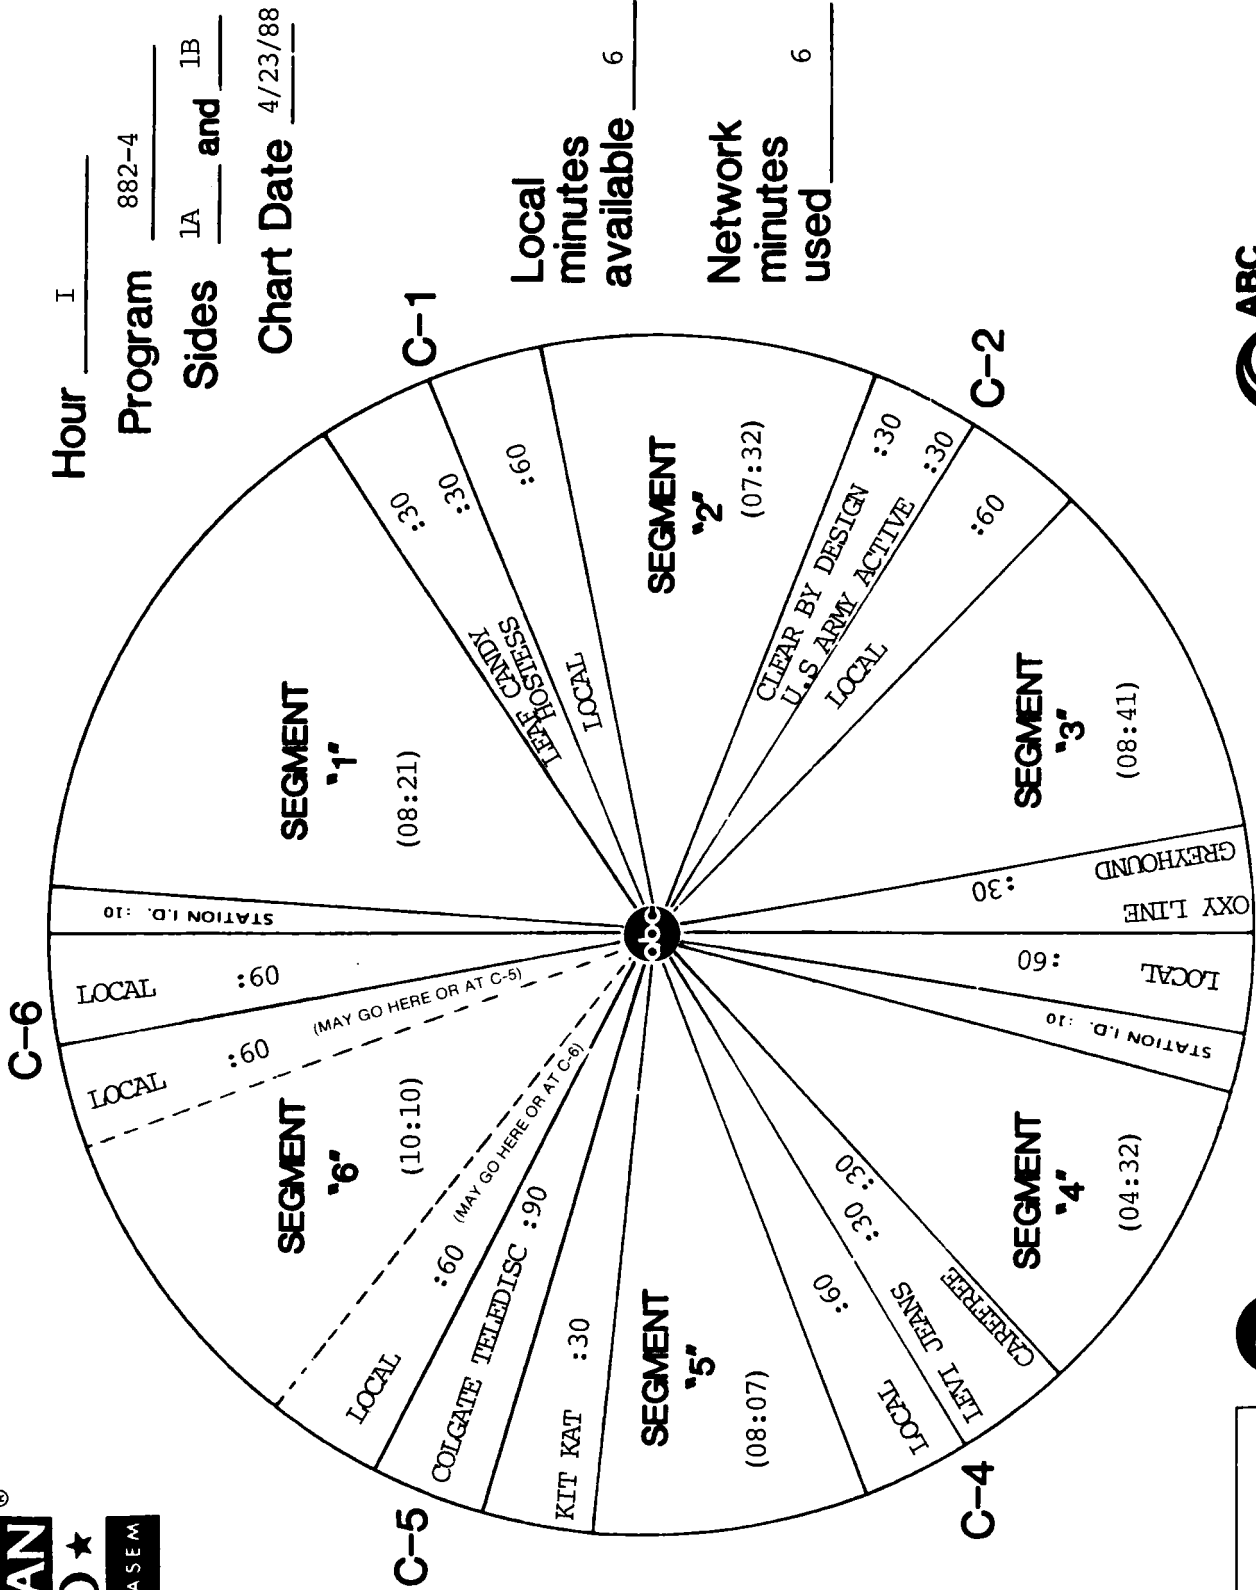 Hour I
Program 882-4
Sides 1A and 1B
Chart Date 4/23/88
Local
minutes
available 6
Network
minutes
used 6
C-1
C-2
C-4
C-5
C-6
STATION I.D. :10
SEGMENT
"1"
(08:21)
LEAF CANDY :30
HOSTESS :30
LOCAL :60
SEGMENT
"2"
(07:32)
CLEAR BY DESIGN :30
U.S ARMY ACTIVE :30
LOCAL :60
SEGMENT
"3"
(08:41)
GREYHOUND :30
OXY LINE
LOCAL :60
STATION I.D. :10
SEGMENT
"4"
(04:32)
CAREFREE :30
LEVI JEANS :30
LOCAL :60
SEGMENT
"5"
(08:07)
KIT KAT :30
COLGATE TELEDISC :90
LOCAL :60
(MAY GO HERE OR AT C-6)
SEGMENT
"6"
(10:10)
LOCAL :60
(MAY GO HERE OR AT C-5)
LOCAL :60
abc
ABC
AN
ASEM
®